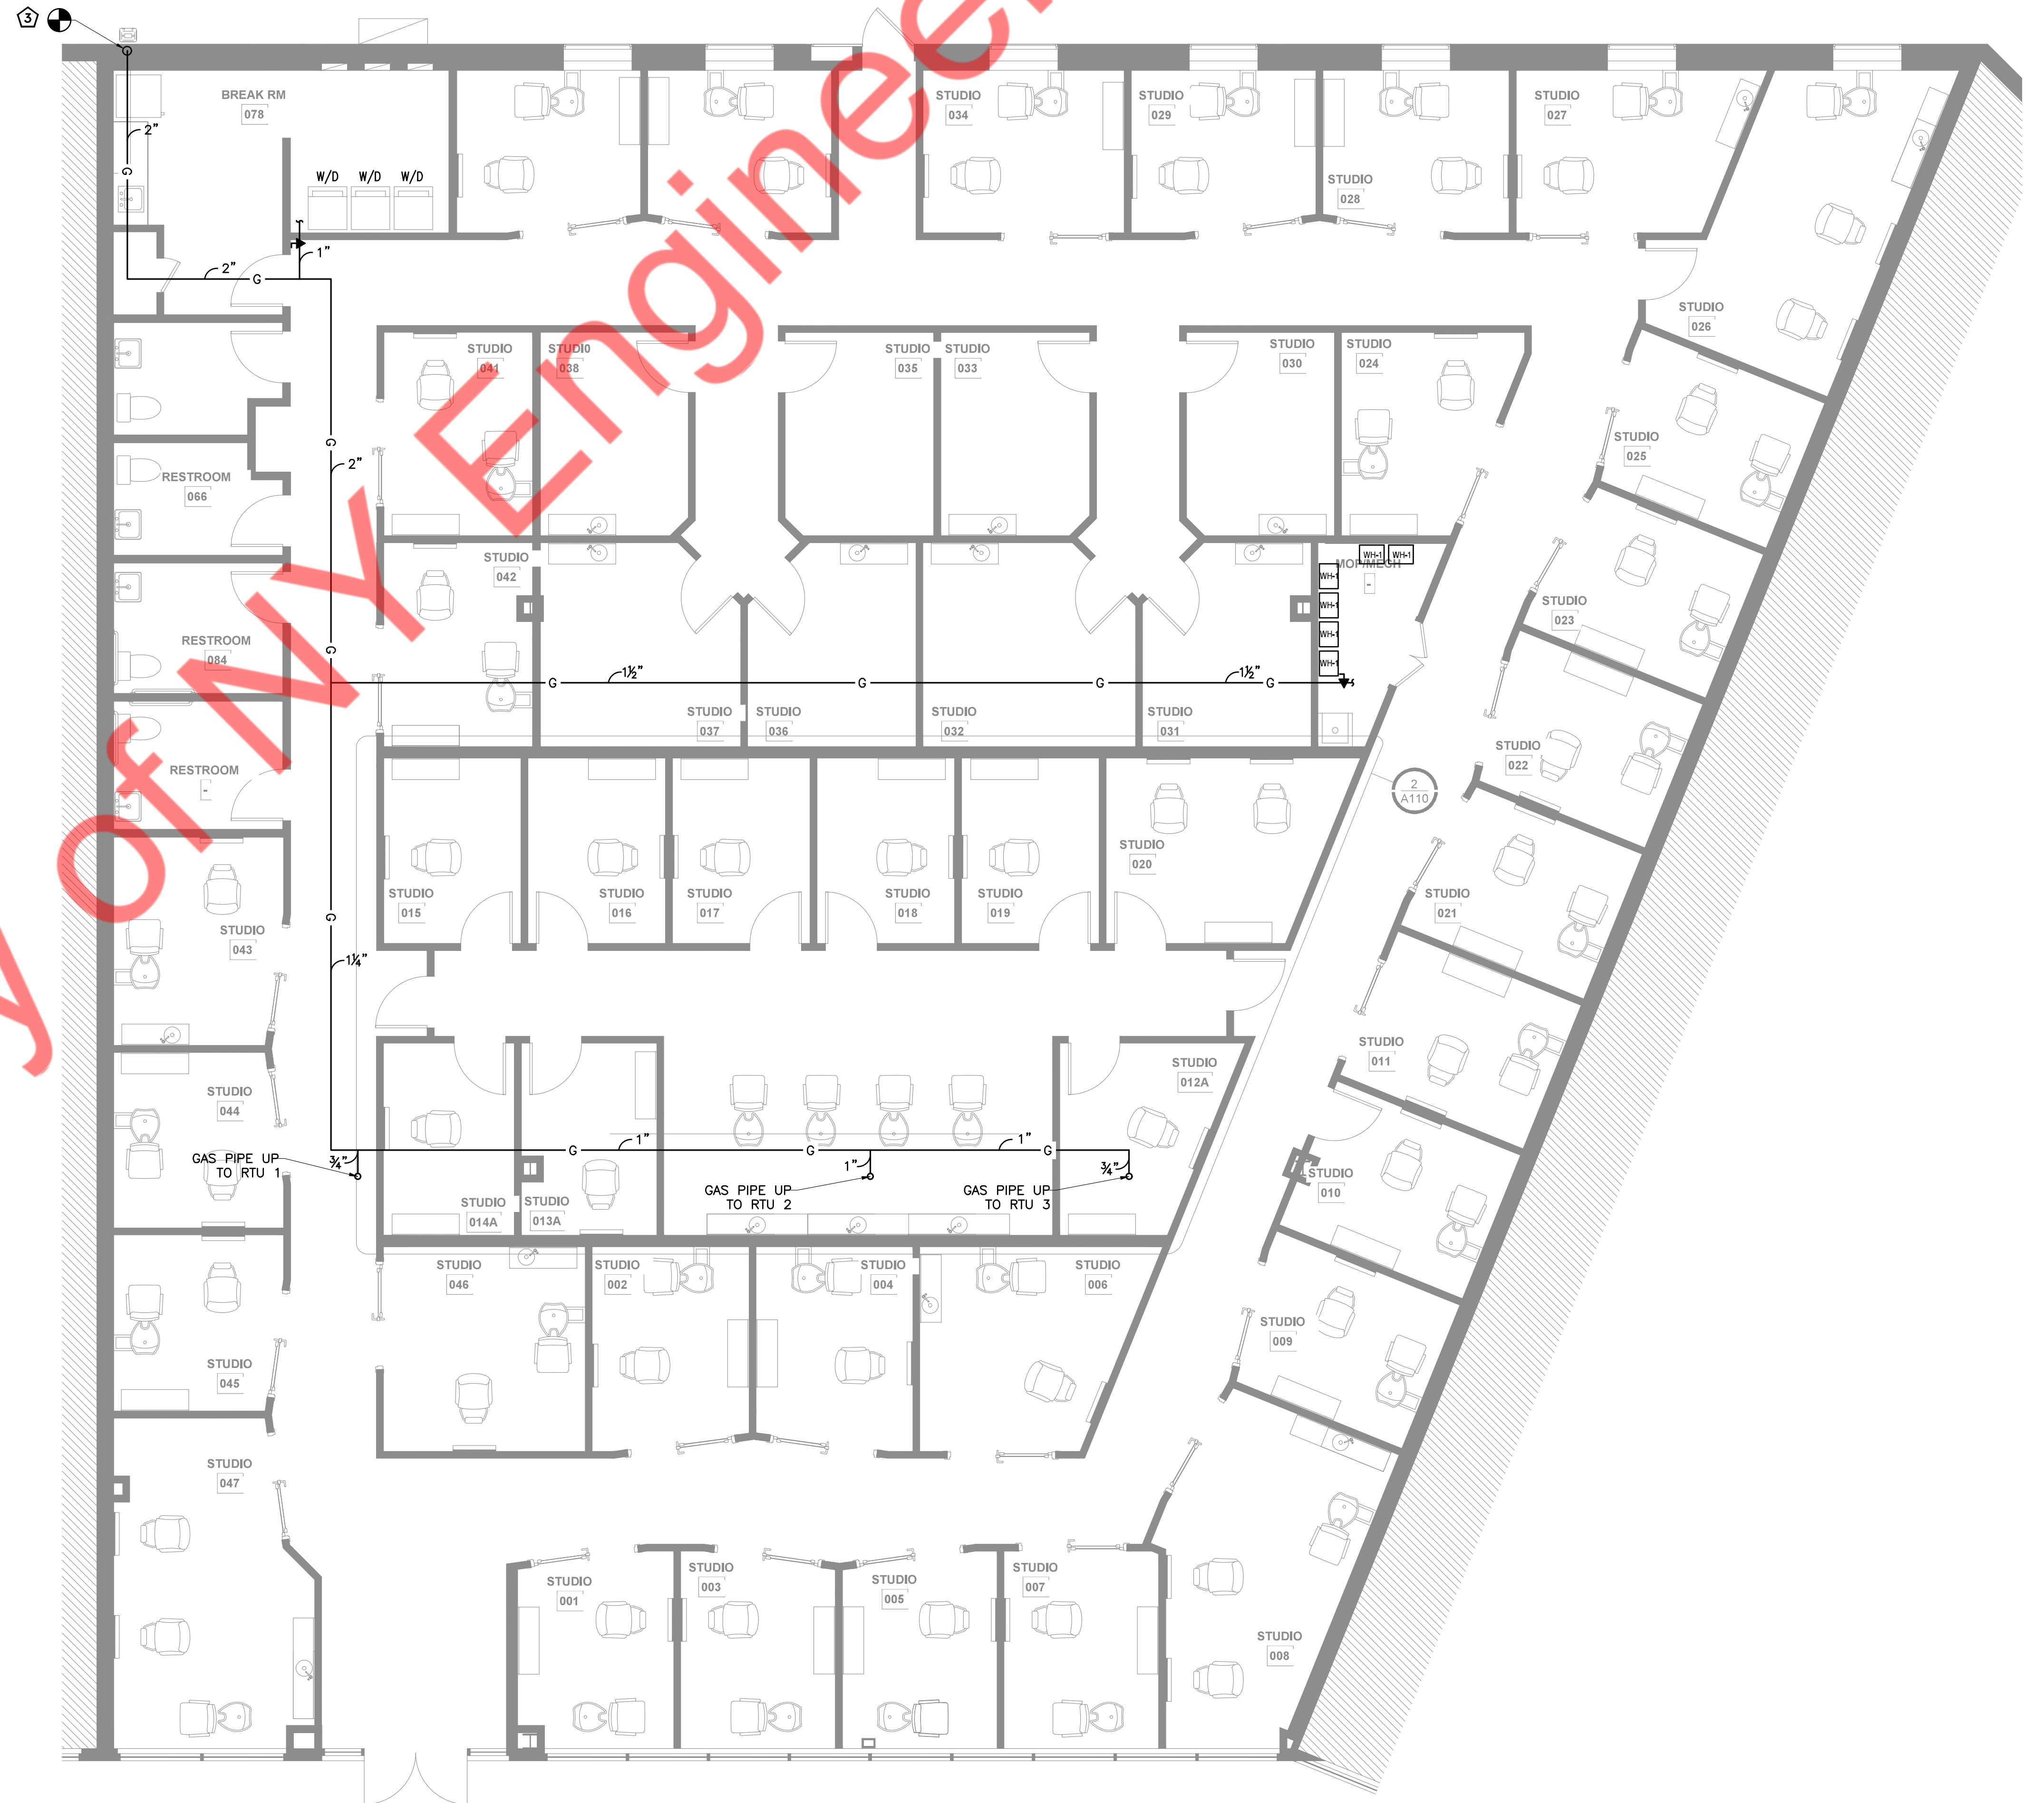 3
BREAK RM
078
2"
G
W/D W/D W/D
1"
2"
G
STUDIO
034
STUDIO
029
STUDIO
028
STUDIO
027
STUDIO
026
STUDIO
041
STUDIO
038
STUDIO
035
STUDIO
033
STUDIO
030
STUDIO
024
STUDIO
025
G
2"
RESTROOM
066
STUDIO
042
WH-1 WH-1
MOP/MECH
-
WH-1
WH-1
WH-1
WH-1
STUDIO
023
RESTROOM
084
G
G 1½" G G 1½" G
STUDIO
037
STUDIO
036
STUDIO
032
STUDIO
031
STUDIO
022
RESTROOM
-
2
A110
STUDIO
020
STUDIO
015
STUDIO
016
STUDIO
017
STUDIO
018
STUDIO
019
STUDIO
021
G
STUDIO
043
1¼"
STUDIO
011
STUDIO
012A
STUDIO
044
G 1" G 1" G
GAS PIPE UP
TO RTU 1
¾"
1"
GAS PIPE UP
TO RTU 2
¾"
GAS PIPE UP
TO RTU 3
STUDIO
010
STUDIO
014A
STUDIO
013A
STUDIO
046
STUDIO
002
STUDIO
004
STUDIO
006
STUDIO
009
STUDIO
045
STUDIO
047
STUDIO
001
STUDIO
003
STUDIO
005
STUDIO
007
STUDIO
008
y of NY Engineer